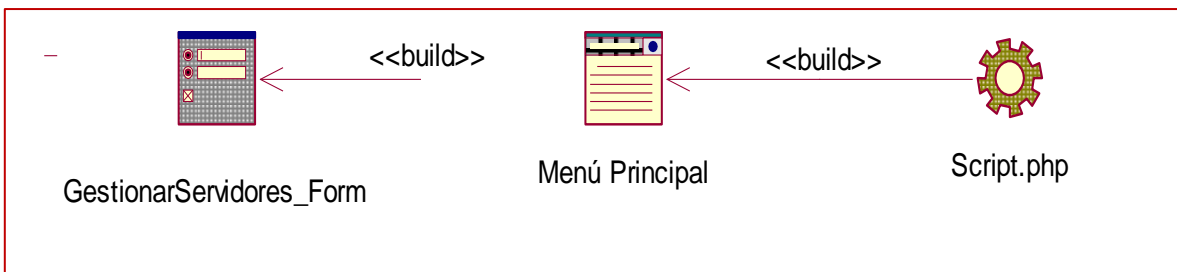 <<build>>
<<build>>
GestionarServidores_Form
Menú Principal
Script.php